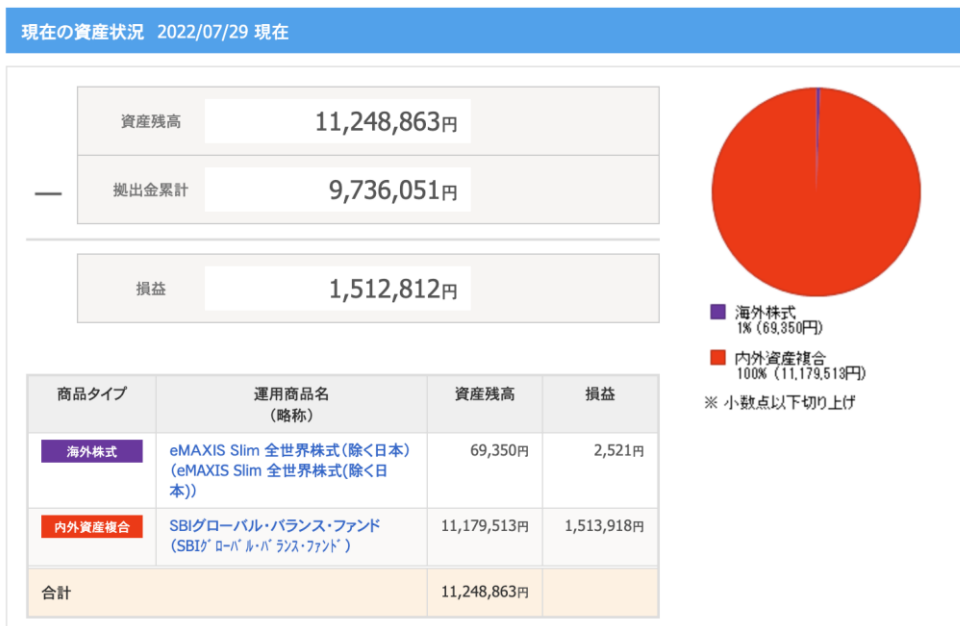 現在の資産状況 2022/07/29 現在
資産残高 11,248,863円
― 拠出金累計 9,736,051円
損益 1,512,812円
海外株式
1% (69,350円)
内外資産複合
100% (11,179,513円)
※ 小数点以下切り上げ
商品タイプ 運用商品名 資産残高 損益
(略称)
海外株式 eMAXIS Slim 全世界株式(除く日本) 69,350円 2,521円
(eMAXIS Slim 全世界株式(除く日
本))
内外資産複合 SBIグローバル・バランス・ファンド 11,179,513円 1,513,918円
(SBIグローバル・バランス・ファンド)
合計 11,248,863円